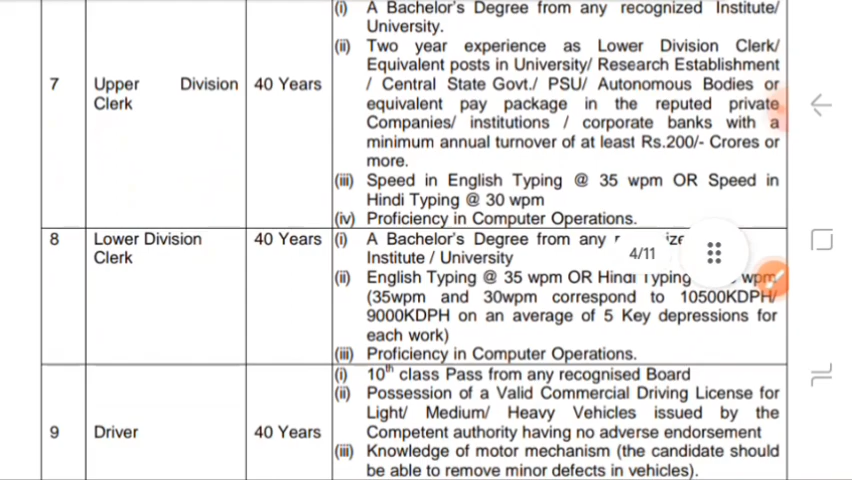 (i) A Bachelor's Degree from any recognized Institute/
University.
(ii) Two year experience as Lower Division Clerk/
Equivalent posts in University/ Research Establishment
7 Upper Division 40 Years / Central State Govt./ PSU/ Autonomous Bodies or
Clerk equivalent pay package in the reputed private
Companies/ institutions / corporate banks with a
minimum annual turnover of at least Rs.200/- Crores or
more.
(iii) Speed in English Typing @ 35 wpm OR Speed in
Hindi Typing @ 30 wpm
(iv) Proficiency in Computer Operations.
8 Lower Division 40 Years (i) A Bachelor's Degree from any
4/11
Clerk Institute / University
(ii) English Typing @ 35 wpm OR Hindi Typing wpm
(35wpm and 30wpm correspond to 10500KDPH/
9000KDPH on an average of 5 Key depressions for
each work)
(iii) Proficiency in Computer Operations.
(i) 10th class Pass from any recognised Board
(ii) Possession of a Valid Commercial Driving License for
Light/ Medium/ Heavy Vehicles issued by the
9 Driver 40 Years Competent authority having no adverse endorsement
(iii) Knowledge of motor mechanism (the candidate should
be able to remove minor defects in vehicles).